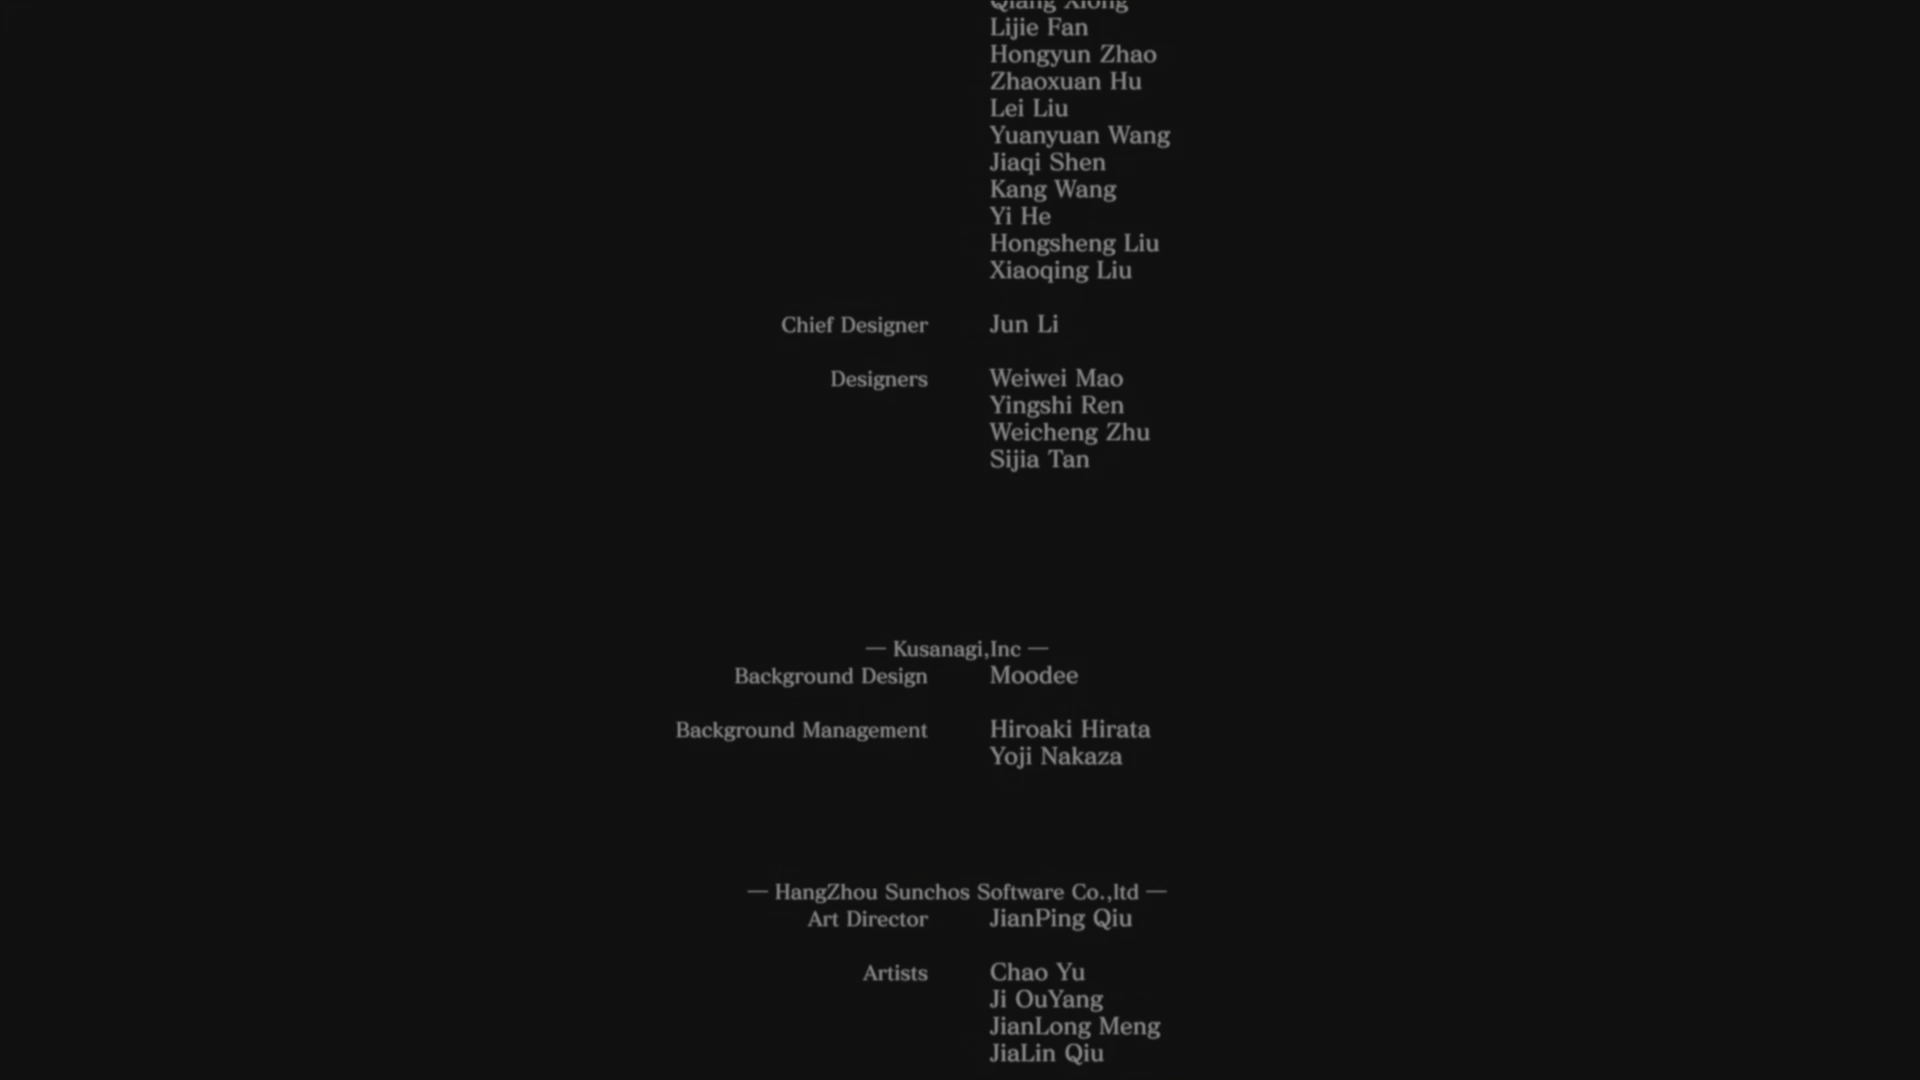 Qiang Xiong
Lijie Fan
Hongyun Zhao
Zhaoxuan Hu
Lei Liu
Yuanyuan Wang
Jiaqi Shen
Kang Wang
Yi He
Hongsheng Liu
Xiaoqing Liu
Chief Designer Jun Li
Designers Weiwei Mao
Yingshi Ren
Weicheng Zhu
Sijia Tan
— Kusanagi,Inc —
Background Design Moodee
Background Management Hiroaki Hirata
Yoji Nakaza
— HangZhou Sunchos Software Co.,ltd —
Art Director JianPing Qiu
Artists Chao Yu
Ji OuYang
JianLong Meng
JiaLin Qiu